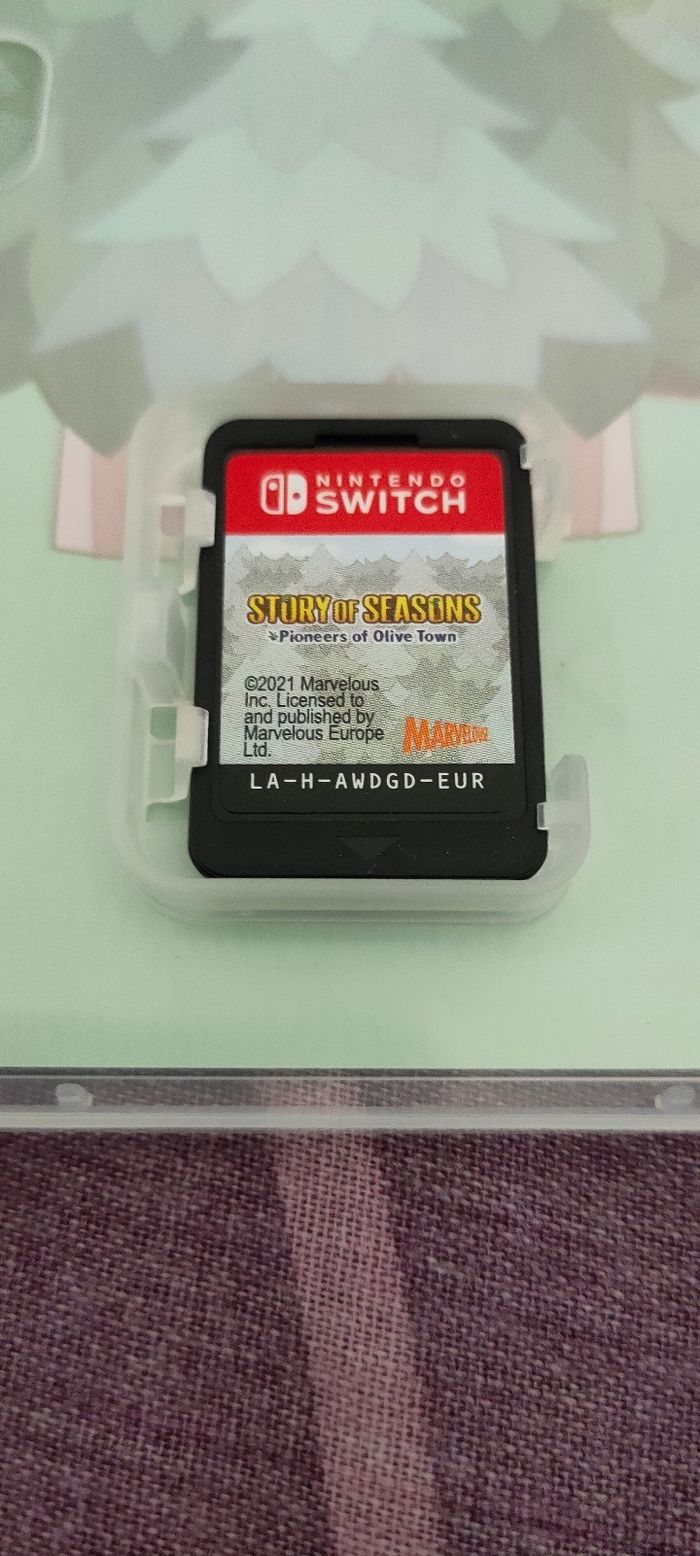 NINTENDO
SWITCH
STORY OF SEASONS
Pioneers of Olive Town
©2021 Marvelous
Inc. Licensed to
and published by
Marvelous Europe
Ltd.
MARVELOUS!
LA-H-AWDGD-EUR